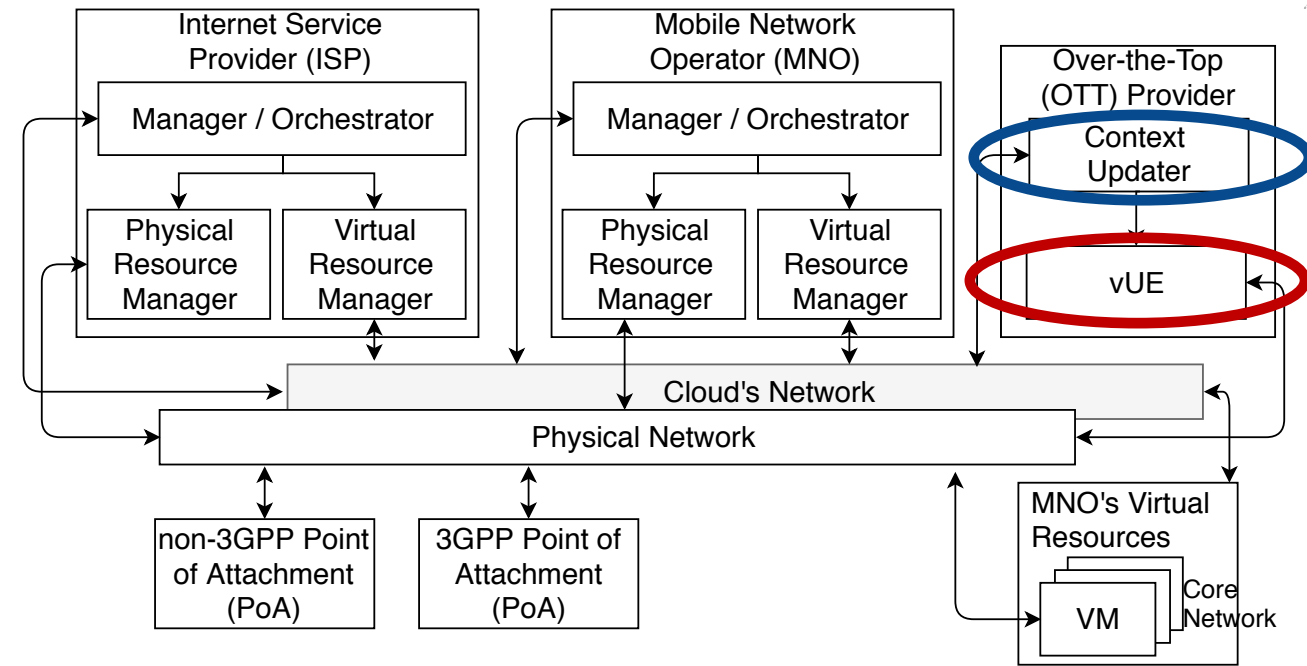 Internet Service
Provider (ISP)
Manager / Orchestrator
Physical
Resource
Manager
Virtual
Resource
Manager
Mobile Network
Operator (MNO)
Manager / Orchestrator
Physical
Resource
Manager
Virtual
Resource
Manager
Over-the-Top
(OTT) Provider
Context
Updater
vUE
Cloud's Network
Physical Network
non-3GPP Point
of Attachment
(PoA)
3GPP Point of
Attachment
(PoA)
MNO's Virtual
Resources
VM
Core
Network